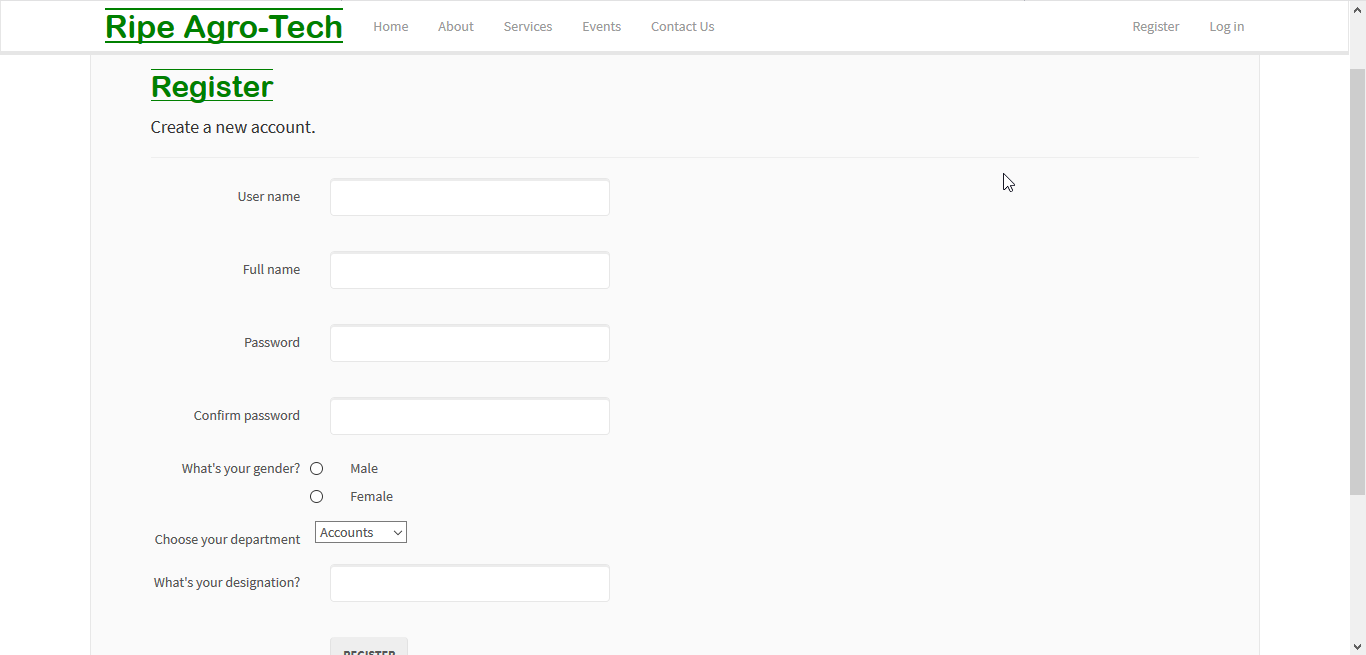 Ripe Agro-Tech Home About Services Events Contact Us Register Log in
Register
Create a new account.
User name
Full name
Password
Confirm password
What's your gender? Male
Female
Choose your department Accounts
What's your designation?
REGISTER